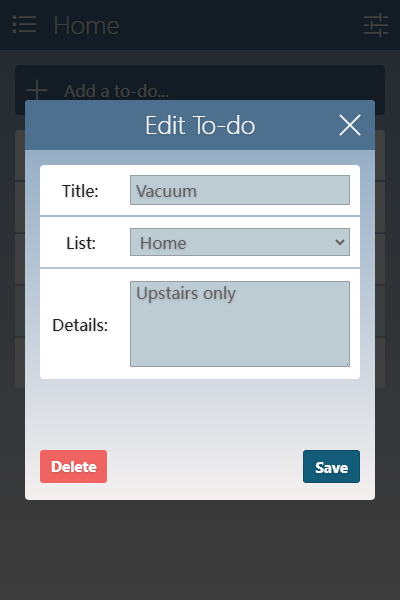 Home
Add a to-do...
Edit To-do
Title: Vacuum
List: Home
Details: Upstairs only
Delete Save